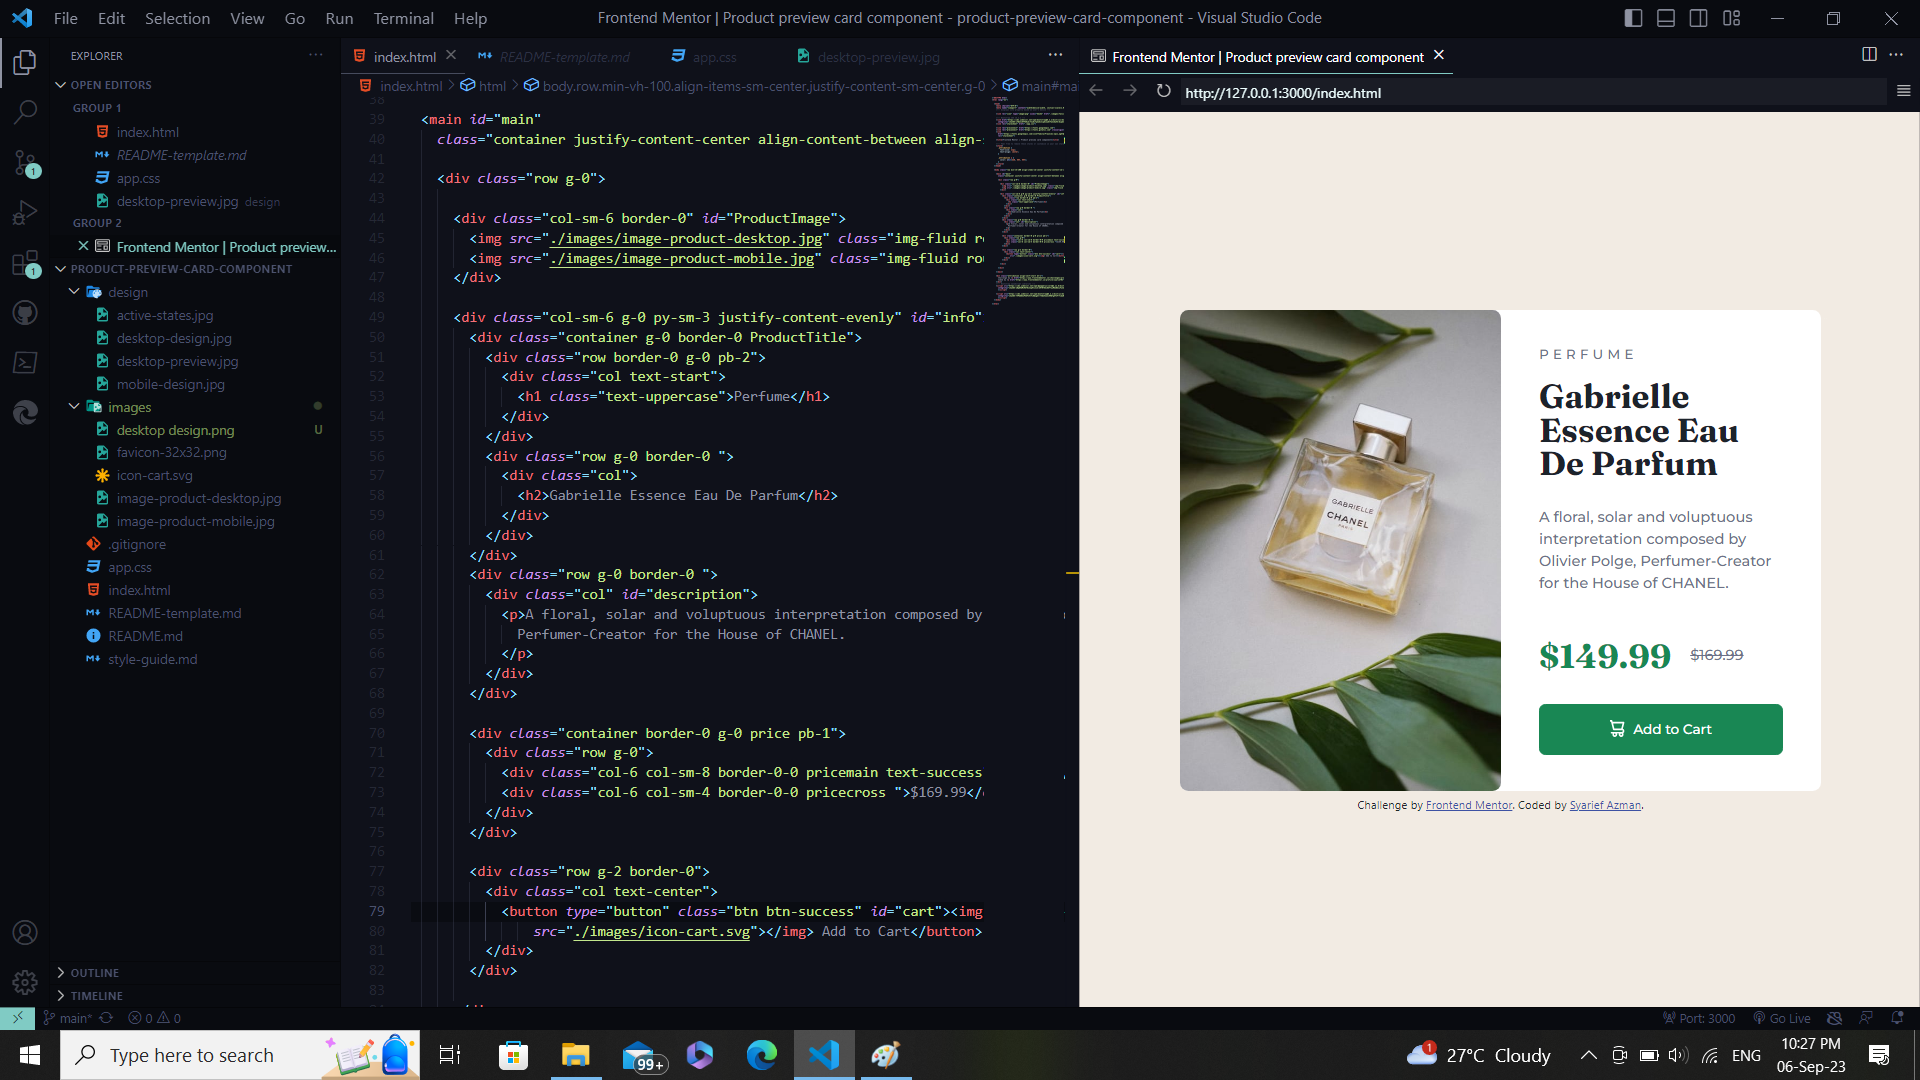 File Edit Selection View Go Run Terminal Help
Frontend Mentor | Product preview card component - product-preview-card-component - Visual Studio Code
EXPLORER
OPEN EDITORS
GROUP 1
index.html
README-template.md
app.css
desktop-preview.jpg design
GROUP 2
Frontend Mentor | Product preview...
PRODUCT-PREVIEW-CARD-COMPONENT
design
active-states.jpg
desktop-design.jpg
desktop-preview.jpg
mobile-design.jpg
images
desktop design.png U
favicon-32x32.png
icon-cart.svg
image-product-desktop.jpg
image-product-mobile.jpg
.gitignore
app.css
index.html
README-template.md
README.md
style-guide.md
OUTLINE
TIMELINE
1
1
index.html README-template.md app.css desktop-preview.jpg
index.html > html > body.row.min-vh-100.align-items-sm-center.justify-content-sm-center.g-0 > main#ma
38
39 <main id="main"
40 class="container justify-content-center align-content-between align-
41
42 <div class="row g-0">
43
44 <div class="col-sm-6 border-0" id="ProductImage">
45 <img src="./images/image-product-desktop.jpg" class="img-fluid ro
46 <img src="./images/image-product-mobile.jpg" class="img-fluid rou
47 </div>
48
49 <div class="col-sm-6 g-0 py-sm-3 justify-content-evenly" id="info"
50 <div class="container g-0 border-0 ProductTitle">
51 <div class="row border-0 g-0 pb-2">
52 <div class="col text-start">
53 <h1 class="text-uppercase">Perfume</h1>
54 </div>
55 </div>
56 <div class="row g-0 border-0 ">
57 <div class="col">
58 <h2>Gabrielle Essence Eau De Parfum</h2>
59 </div>
60 </div>
61 </div>
62 <div class="row g-0 border-0 ">
63 <div class="col" id="description">
64 <p>A floral, solar and voluptuous interpretation composed by
65 Perfumer-Creator for the House of CHANEL.
66 </p>
67 </div>
68 </div>
69
70 <div class="container border-0 g-0 price pb-1">
71 <div class="row g-0">
72 <div class="col-6 col-sm-8 border-0-0 pricemain text-success
73 <div class="col-6 col-sm-4 border-0-0 pricecross ">$169.99</
74 </div>
75 </div>
76
77 <div class="row g-2 border-0">
78 <div class="col text-center">
79 <button type="button" class="btn btn-success" id="cart"><img
80 src="./images/icon-cart.svg"></img> Add to Cart</button>
81 </div>
82 </div>
83
Frontend Mentor | Product preview card component
http://127.0.0.1:3000/index.html
GABRIELLE
CHANEL
PARIS
PERFUME
Gabrielle
Essence Eau
De Parfum
A floral, solar and voluptuous
interpretation composed by
Olivier Polge, Perfumer-Creator
for the House of CHANEL.
$149.99 $169.99
Add to Cart
Challenge by Frontend Mentor. Coded by Syarief Azman.
main* 0 0
Port: 3000 Go Live
Type here to search
99+
1
27°C Cloudy
ENG
10:27 PM
06-Sep-23